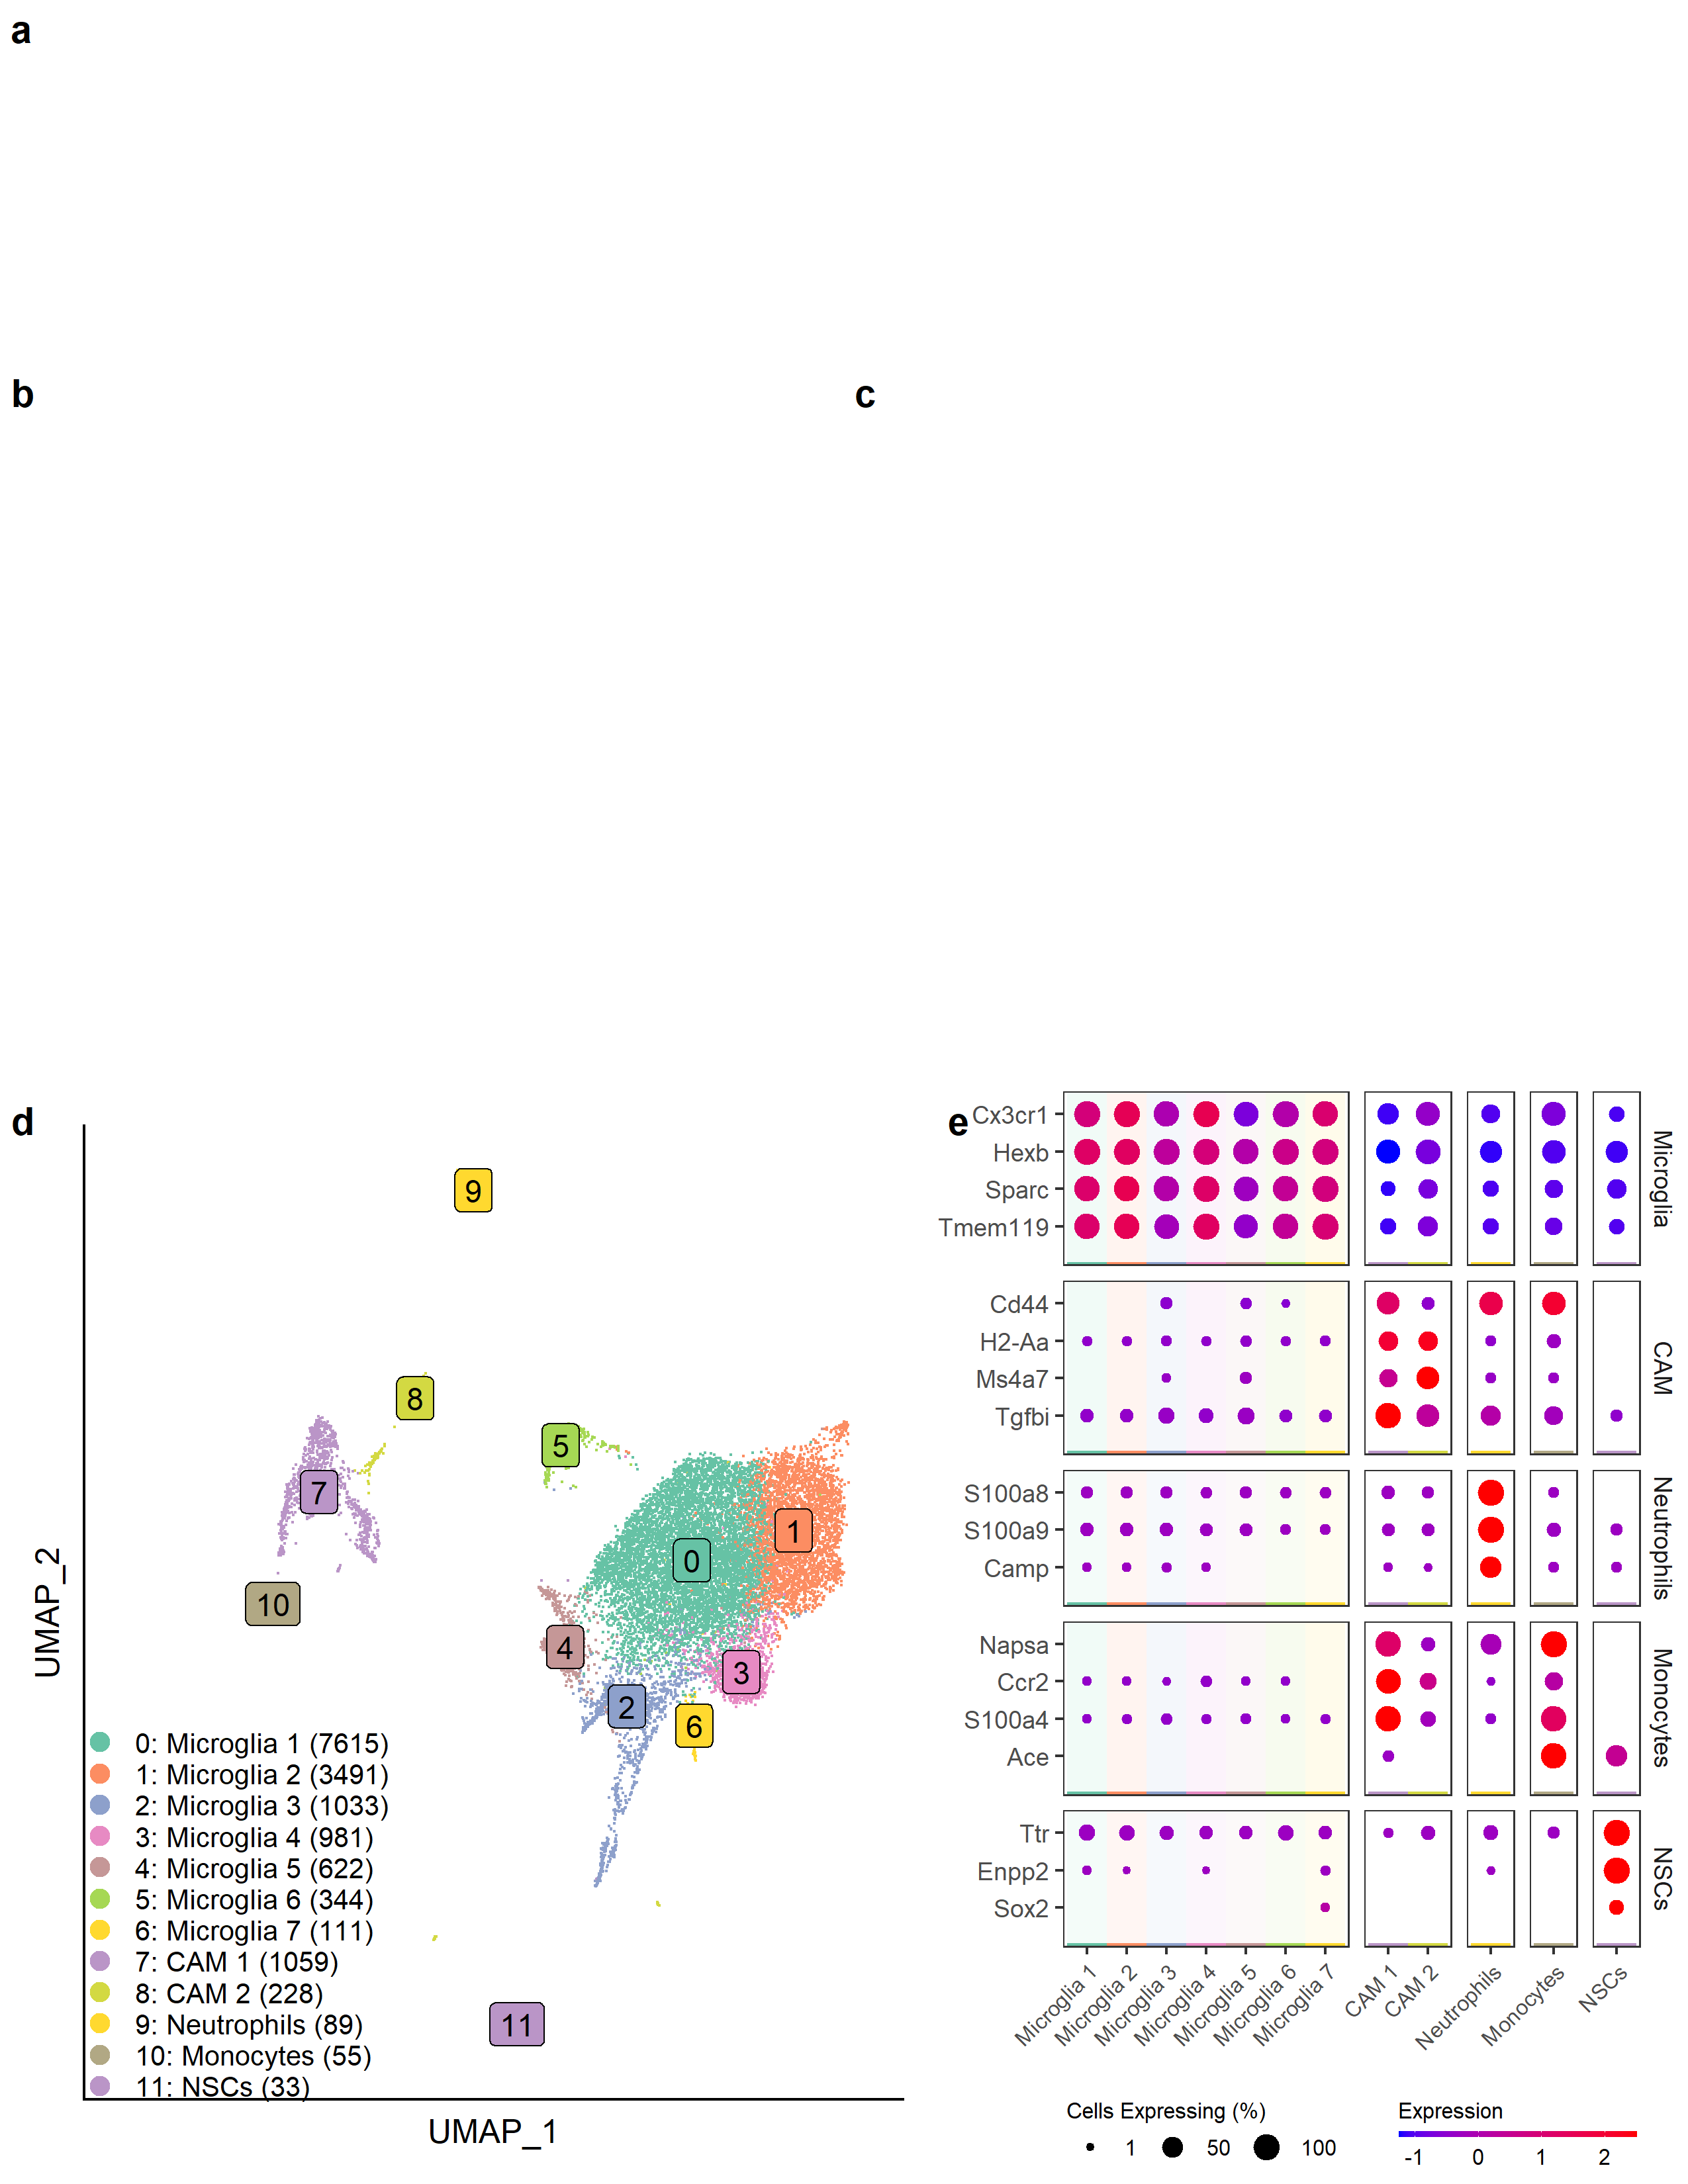 a
b
c
d
e
UMAP_2
UMAP_1
9
8
5
7
1
0
10
4
3
2
6
11
0: Microglia 1 (7615)
1: Microglia 2 (3491)
2: Microglia 3 (1033)
3: Microglia 4 (981)
4: Microglia 5 (622)
5: Microglia 6 (344)
6: Microglia 7 (111)
7: CAM 1 (1059)
8: CAM 2 (228)
9: Neutrophils (89)
10: Monocytes (55)
11: NSCs (33)
Cx3cr1
Hexb
Sparc
Tmem119
Microglia
Cd44
H2-Aa
Ms4a7
Tgfbi
CAM
S100a8
S100a9
Camp
Neutrophils
Napsa
Ccr2
S100a4
Ace
Monocytes
Ttr
Enpp2
Sox2
NSCs
Microglia 1
Microglia 2
Microglia 3
Microglia 4
Microglia 5
Microglia 6
Microglia 7
CAM 1
CAM 2
Neutrophils
Monocytes
NSCs
Cells Expressing (%)
1 50 100
Expression
-1 0 1 2